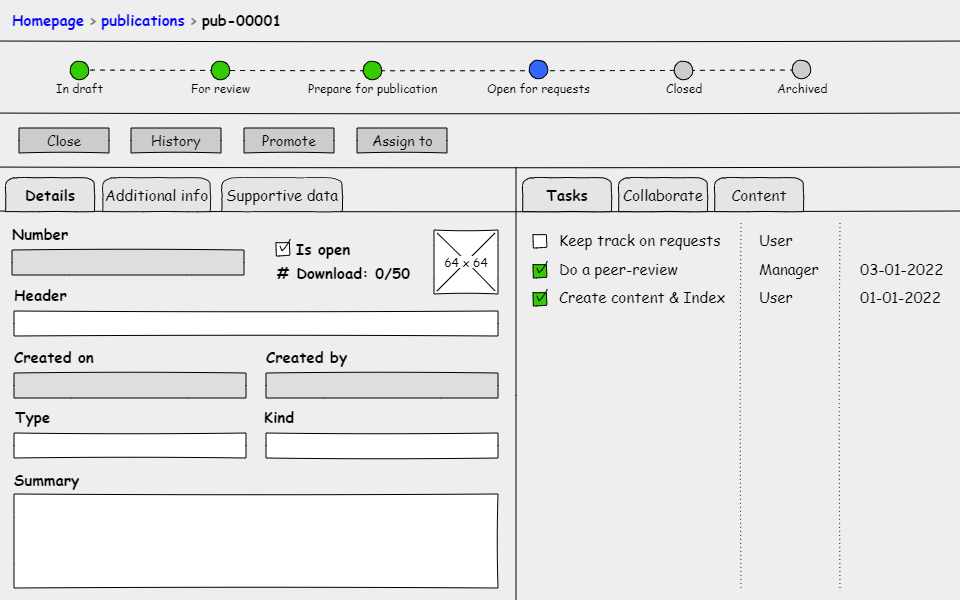 Homepage > publications > pub-00001
In draft For review Prepare for publication Open for requests Closed Archived
Close History Promote Assign to
Details Additional info Supportive data
Number
Is open
64 x 64
# Download: 0/50
Header
Created on Created by
Type Kind
Summary
Tasks Collaborate Content
Keep track on requests User
Do a peer-review Manager 03-01-2022
Create content & Index User 01-01-2022